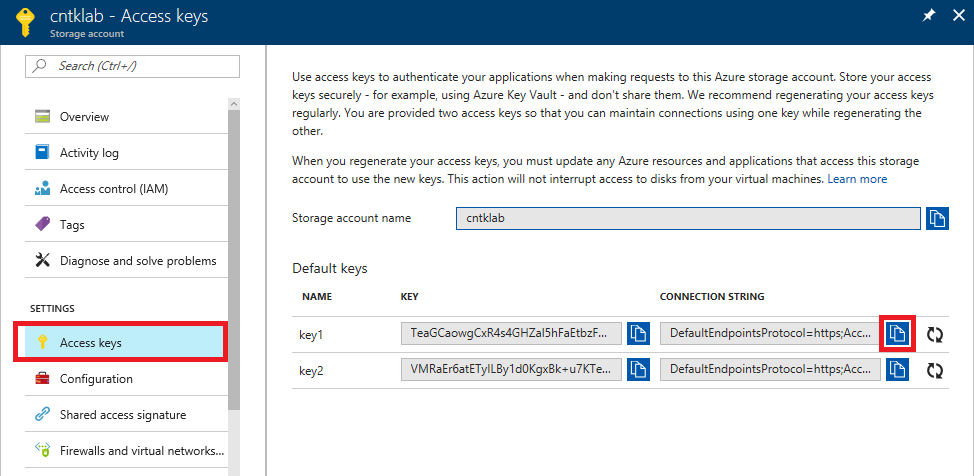 cntklab - Access keys
Storage account
Search (Ctrl+/)
Overview
Activity log
Access control (IAM)
Tags
Diagnose and solve problems
SETTINGS
Access keys
Configuration
Shared access signature
Firewalls and virtual networks...
Use access keys to authenticate your applications when making requests to this Azure storage account. Store your access
keys securely - for example, using Azure Key Vault - and don't share them. We recommend regenerating your access keys
regularly. You are provided two access keys so that you can maintain connections using one key while regenerating the
other.
When you regenerate your access keys, you must update any Azure resources and applications that access this storage
account to use the new keys. This action will not interrupt access to disks from your virtual machines. Learn more
Storage account name
cntklab
Default keys
NAME KEY CONNECTION STRING
key1 TeaGCaowgCxR4s4GHZaI5hFaEtbzF... DefaultEndpointsProtocol=https;Acc...
key2 VMRaEr6atETyILBy1d0KgxBk+u7KTe... DefaultEndpointsProtocol=https;Acc...